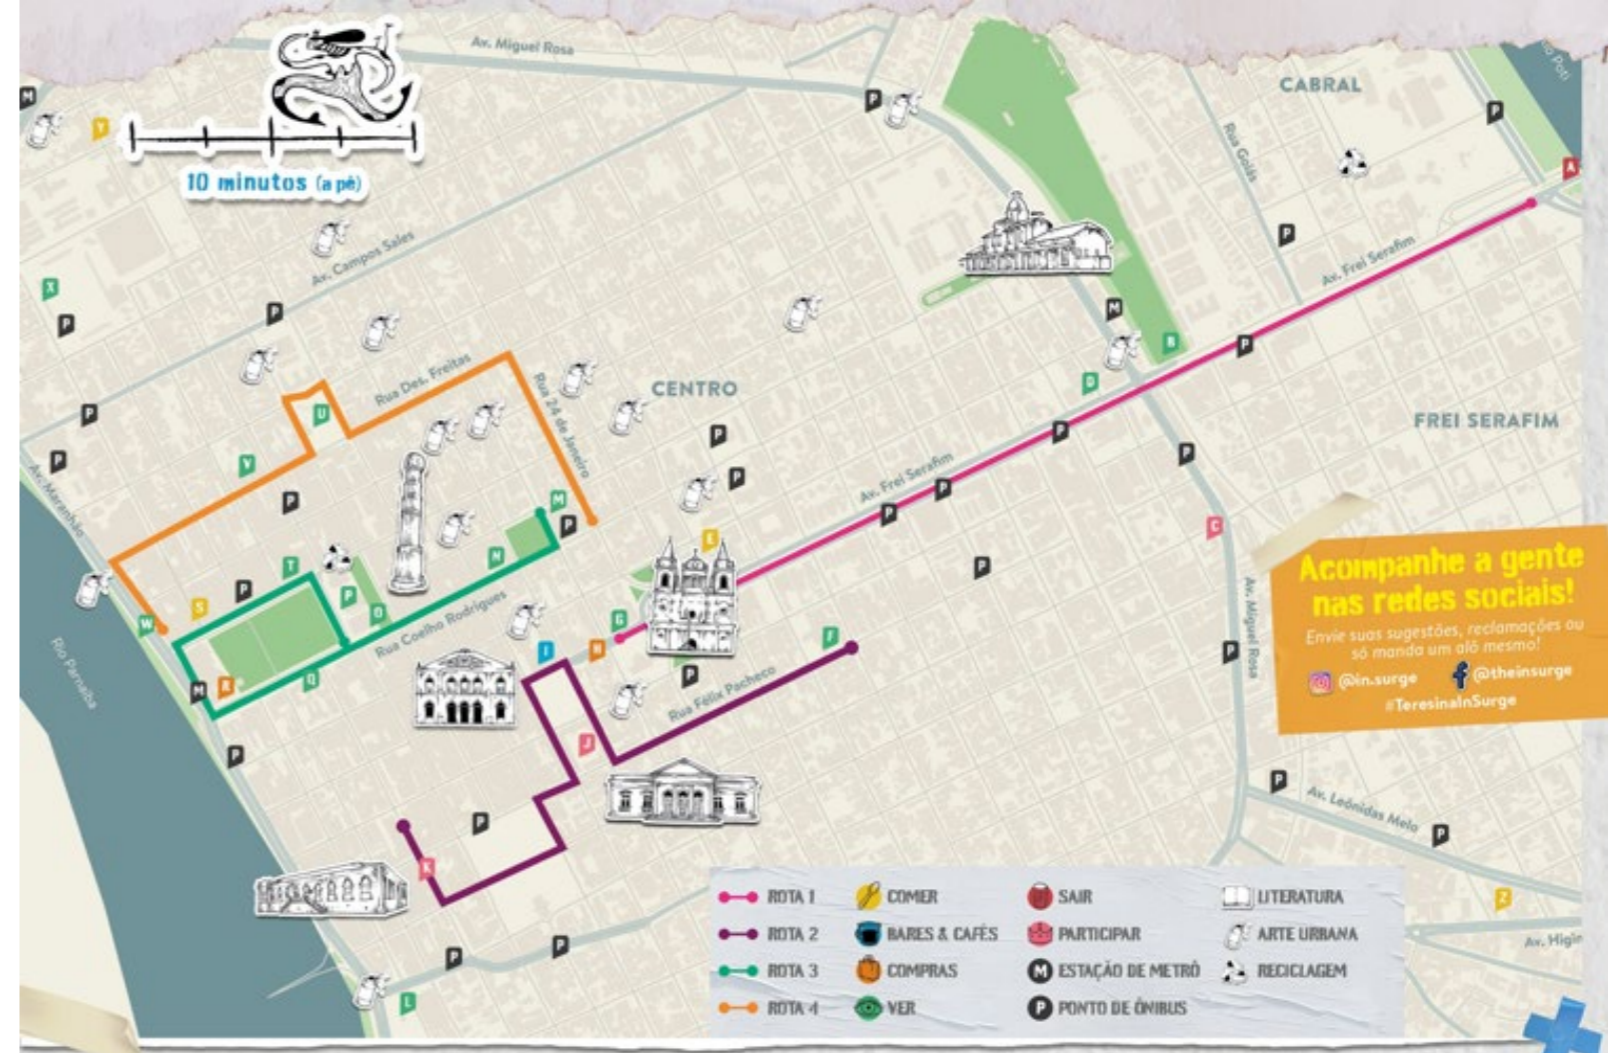 Av. Miguel Rosa
CABRAL
Rio Poti
Rua Goiás
10 minutos (a pé)
Av. Campos Sales
Av. Frei Serafim
CENTRO
Rua Des. Freitas
Rua 24 de Janeiro
FREI SERAFIM
Av. Frei Serafim
Av. Maranhão
Rua Coelho Rodrigues
Rio Parnaíba
Rua Félix Pacheco
Av. Miguel Rosa
Acompanhe a gente
nas redes sociais!
Envie suas sugestões, reclamações ou
só manda um alô mesmo!
@in.surge @theinsurge
#TeresinaInSurge
Av. Leônidas Melo
Av. Higin
A
B
C
D
E
F
G
H
I
J
K
L
M
N
O
P
Q
R
S
T
U
V
W
X
Y
Z
ROTA 1 COMER SAIR LITERATURA
ROTA 2 BARES & CAFÉS PARTICIPAR ARTE URBANA
ROTA 3 COMPRAS M ESTAÇÃO DE METRÔ RECICLAGEM
ROTA 4 VER P PONTO DE ÔNIBUS